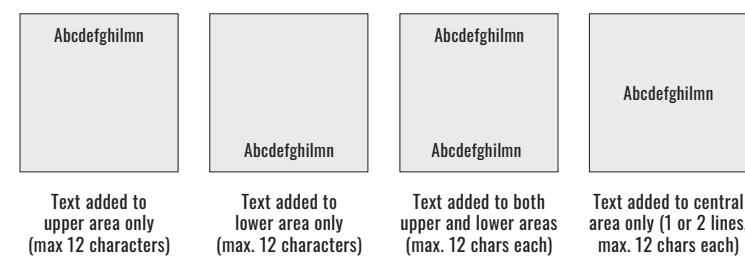 Abcdefghilmn
Text added to
upper area only
(max 12 characters)
Abcdefghilmn
Text added to
lower area only
(max. 12 characters)
Abcdefghilmn
Abcdefghilmn
Text added to both
upper and lower areas
(max. 12 chars each)
Abcdefghilmn
Text added to central
area only (1 or 2 lines,
max. 12 chars each)